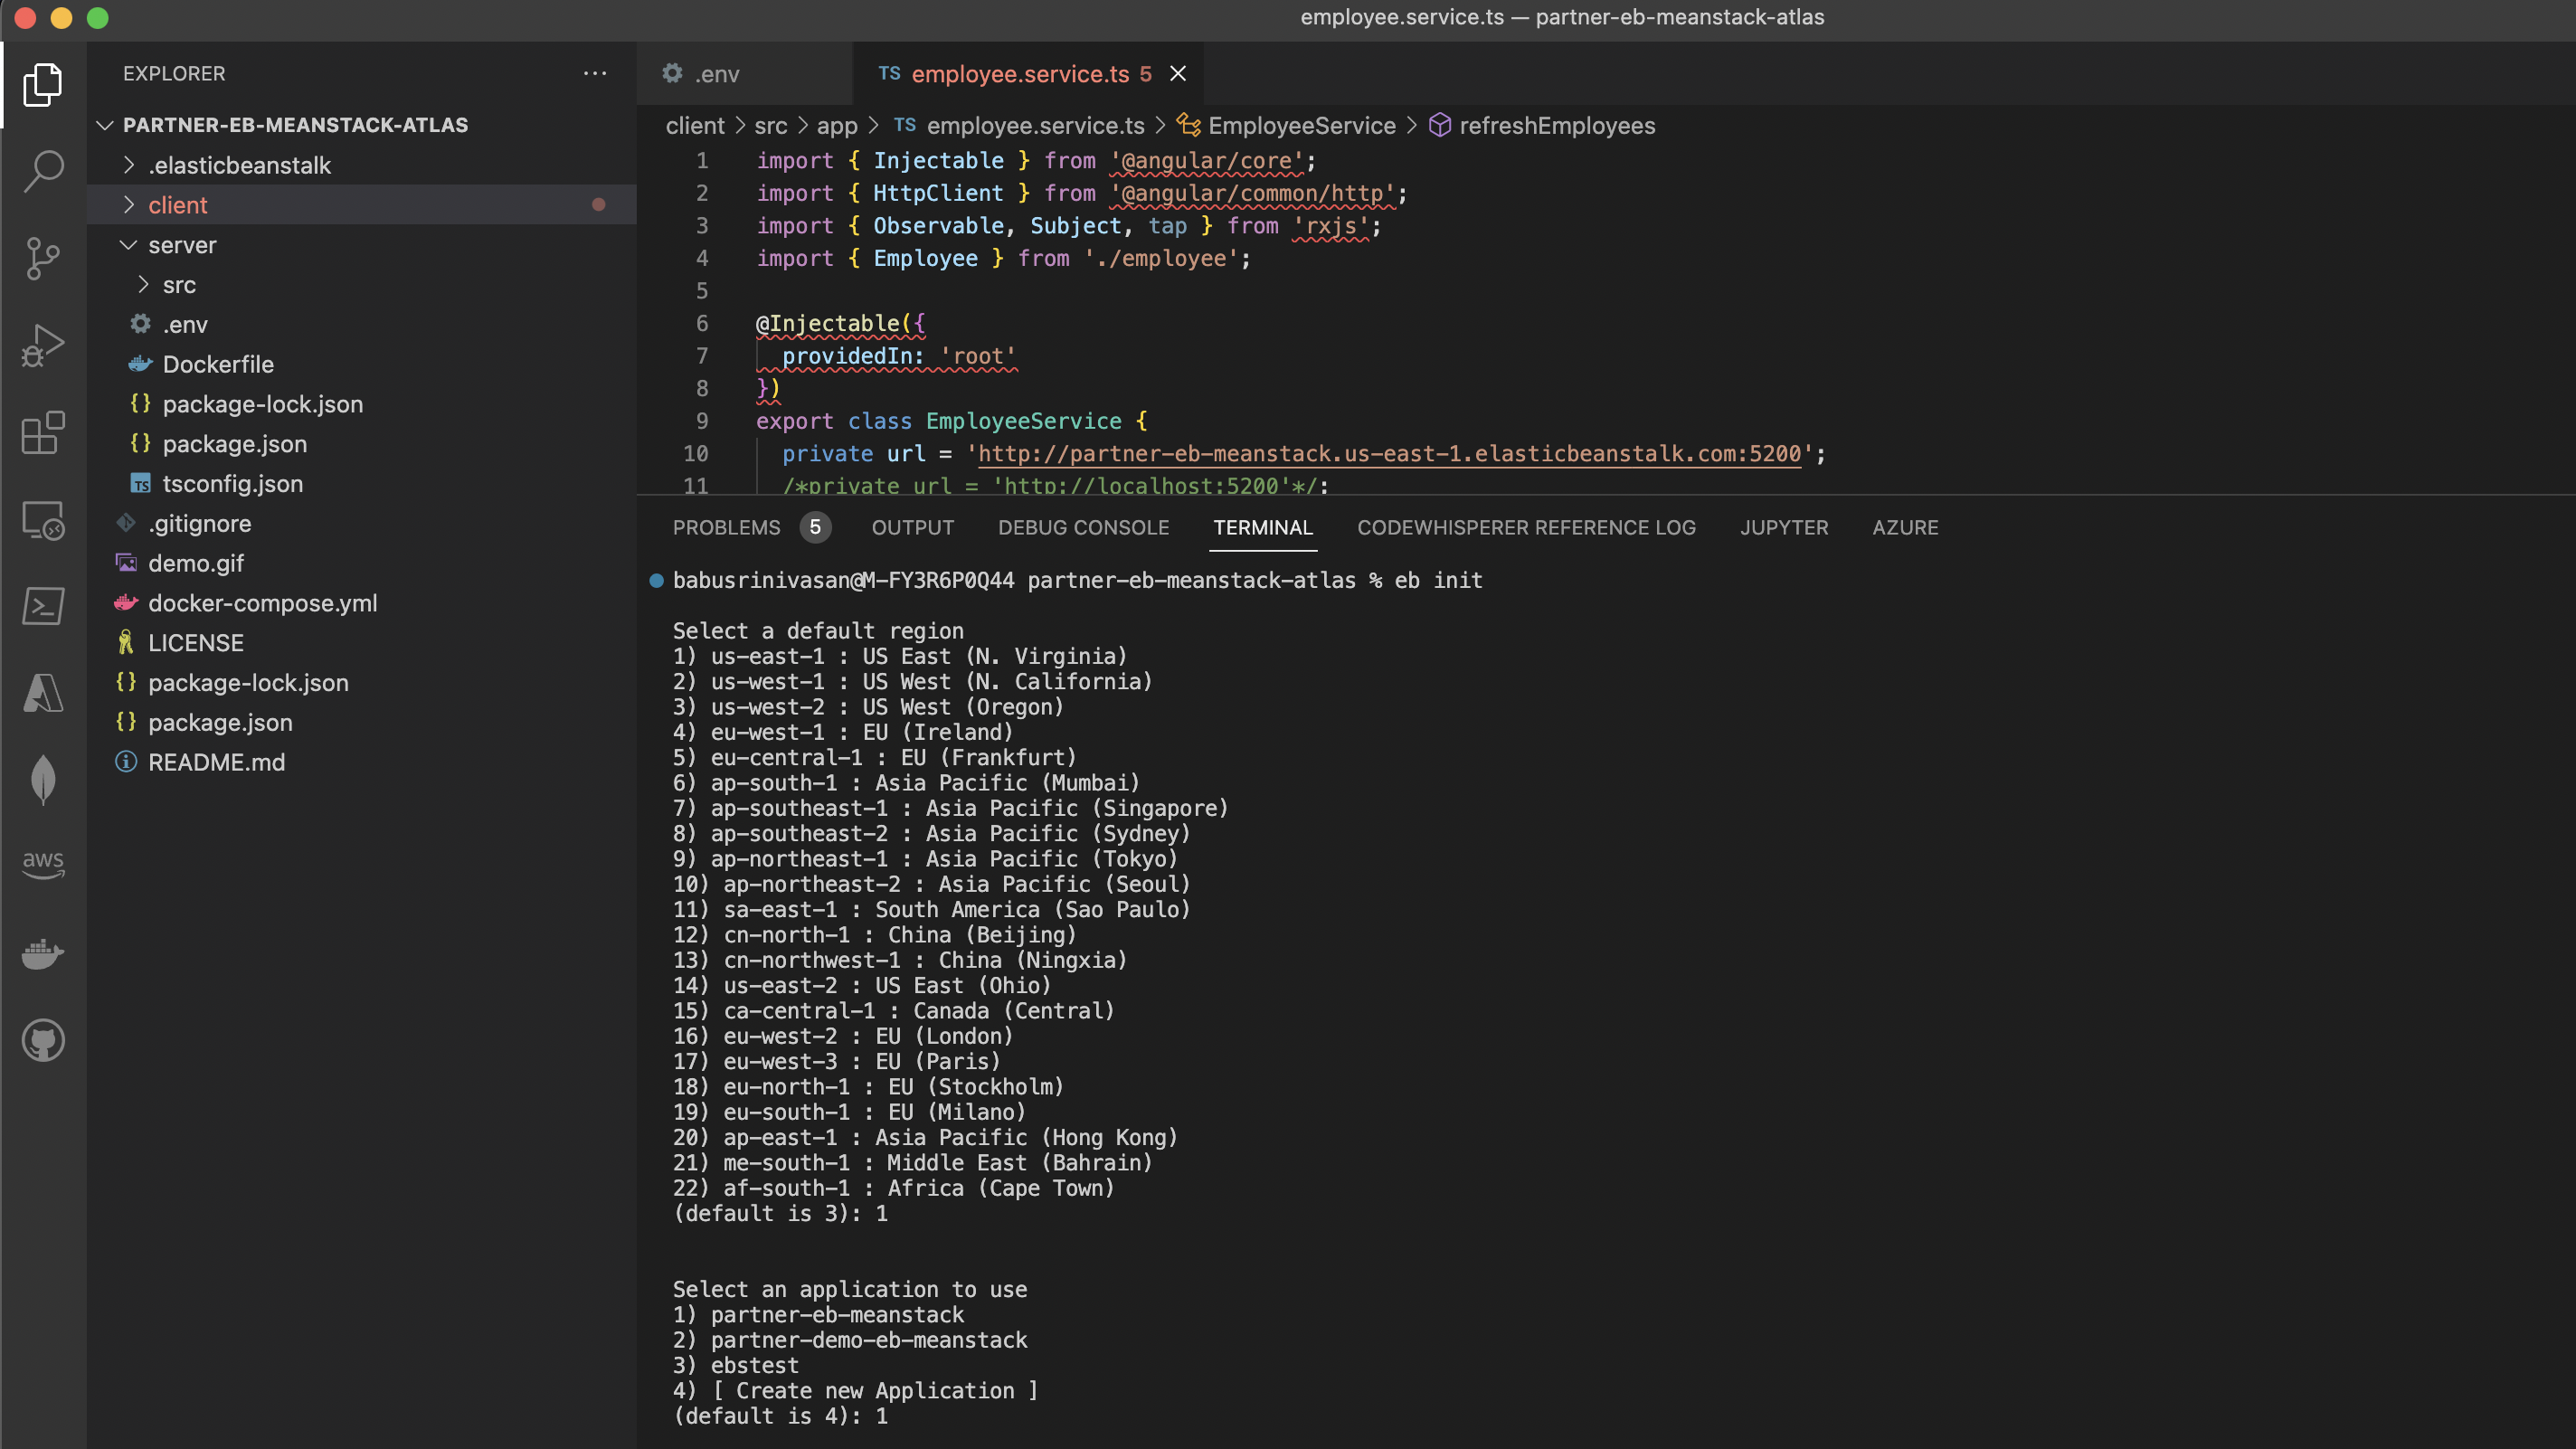 employee.service.ts — partner-eb-meanstack-atlas
EXPLORER
PARTNER-EB-MEANSTACK-ATLAS
.elasticbeanstalk
client
server
src
.env
Dockerfile
package-lock.json
package.json
tsconfig.json
.gitignore
demo.gif
docker-compose.yml
LICENSE
package-lock.json
package.json
README.md
aws
.env
TS employee.service.ts 5
client > src > app > TS employee.service.ts > EmployeeService > refreshEmployees
1 import { Injectable } from '@angular/core';
2 import { HttpClient } from '@angular/common/http';
3 import { Observable, Subject, tap } from 'rxjs';
4 import { Employee } from './employee';
5
6 @Injectable({
7 providedIn: 'root'
8 })
9 export class EmployeeService {
10 private url = 'http://partner-eb-meanstack.us-east-1.elasticbeanstalk.com:5200';
11 /*private url = 'http://localhost:5200'*/;
PROBLEMS 5 OUTPUT DEBUG CONSOLE TERMINAL CODEWHISPERER REFERENCE LOG JUPYTER AZURE
babusrinivasan@M-FY3R6P0Q44 partner-eb-meanstack-atlas % eb init
Select a default region
1) us-east-1 : US East (N. Virginia)
2) us-west-1 : US West (N. California)
3) us-west-2 : US West (Oregon)
4) eu-west-1 : EU (Ireland)
5) eu-central-1 : EU (Frankfurt)
6) ap-south-1 : Asia Pacific (Mumbai)
7) ap-southeast-1 : Asia Pacific (Singapore)
8) ap-southeast-2 : Asia Pacific (Sydney)
9) ap-northeast-1 : Asia Pacific (Tokyo)
10) ap-northeast-2 : Asia Pacific (Seoul)
11) sa-east-1 : South America (Sao Paulo)
12) cn-north-1 : China (Beijing)
13) cn-northwest-1 : China (Ningxia)
14) us-east-2 : US East (Ohio)
15) ca-central-1 : Canada (Central)
16) eu-west-2 : EU (London)
17) eu-west-3 : EU (Paris)
18) eu-north-1 : EU (Stockholm)
19) eu-south-1 : EU (Milano)
20) ap-east-1 : Asia Pacific (Hong Kong)
21) me-south-1 : Middle East (Bahrain)
22) af-south-1 : Africa (Cape Town)
(default is 3): 1
Select an application to use
1) partner-eb-meanstack
2) partner-demo-eb-meanstack
3) ebstest
4) [ Create new Application ]
(default is 4): 1